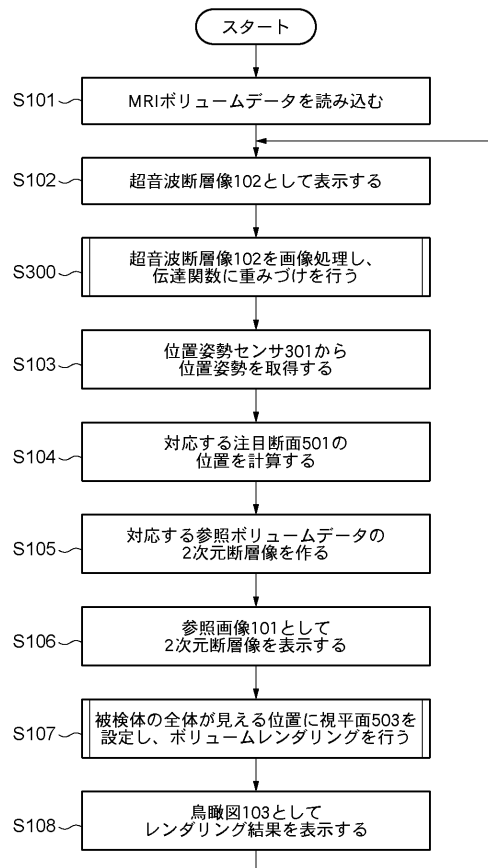 スタート
S101
MRIボリュームデータを読み込む
S102
超音波断層像102として表示する
S300
超音波断層像102を画像処理し、
伝達関数に重みづけを行う
S103
位置姿勢センサ301から
位置姿勢を取得する
S104
対応する注目断面501の
位置を計算する
S105
対応する参照ボリュームデータの
2次元断層像を作る
S106
参照画像101として
2次元断層像を表示する
S107
被検体の全体が見える位置に視平面503を
設定し、ボリュームレンダリングを行う
S108
鳥瞰図103として
レンダリング結果を表示する